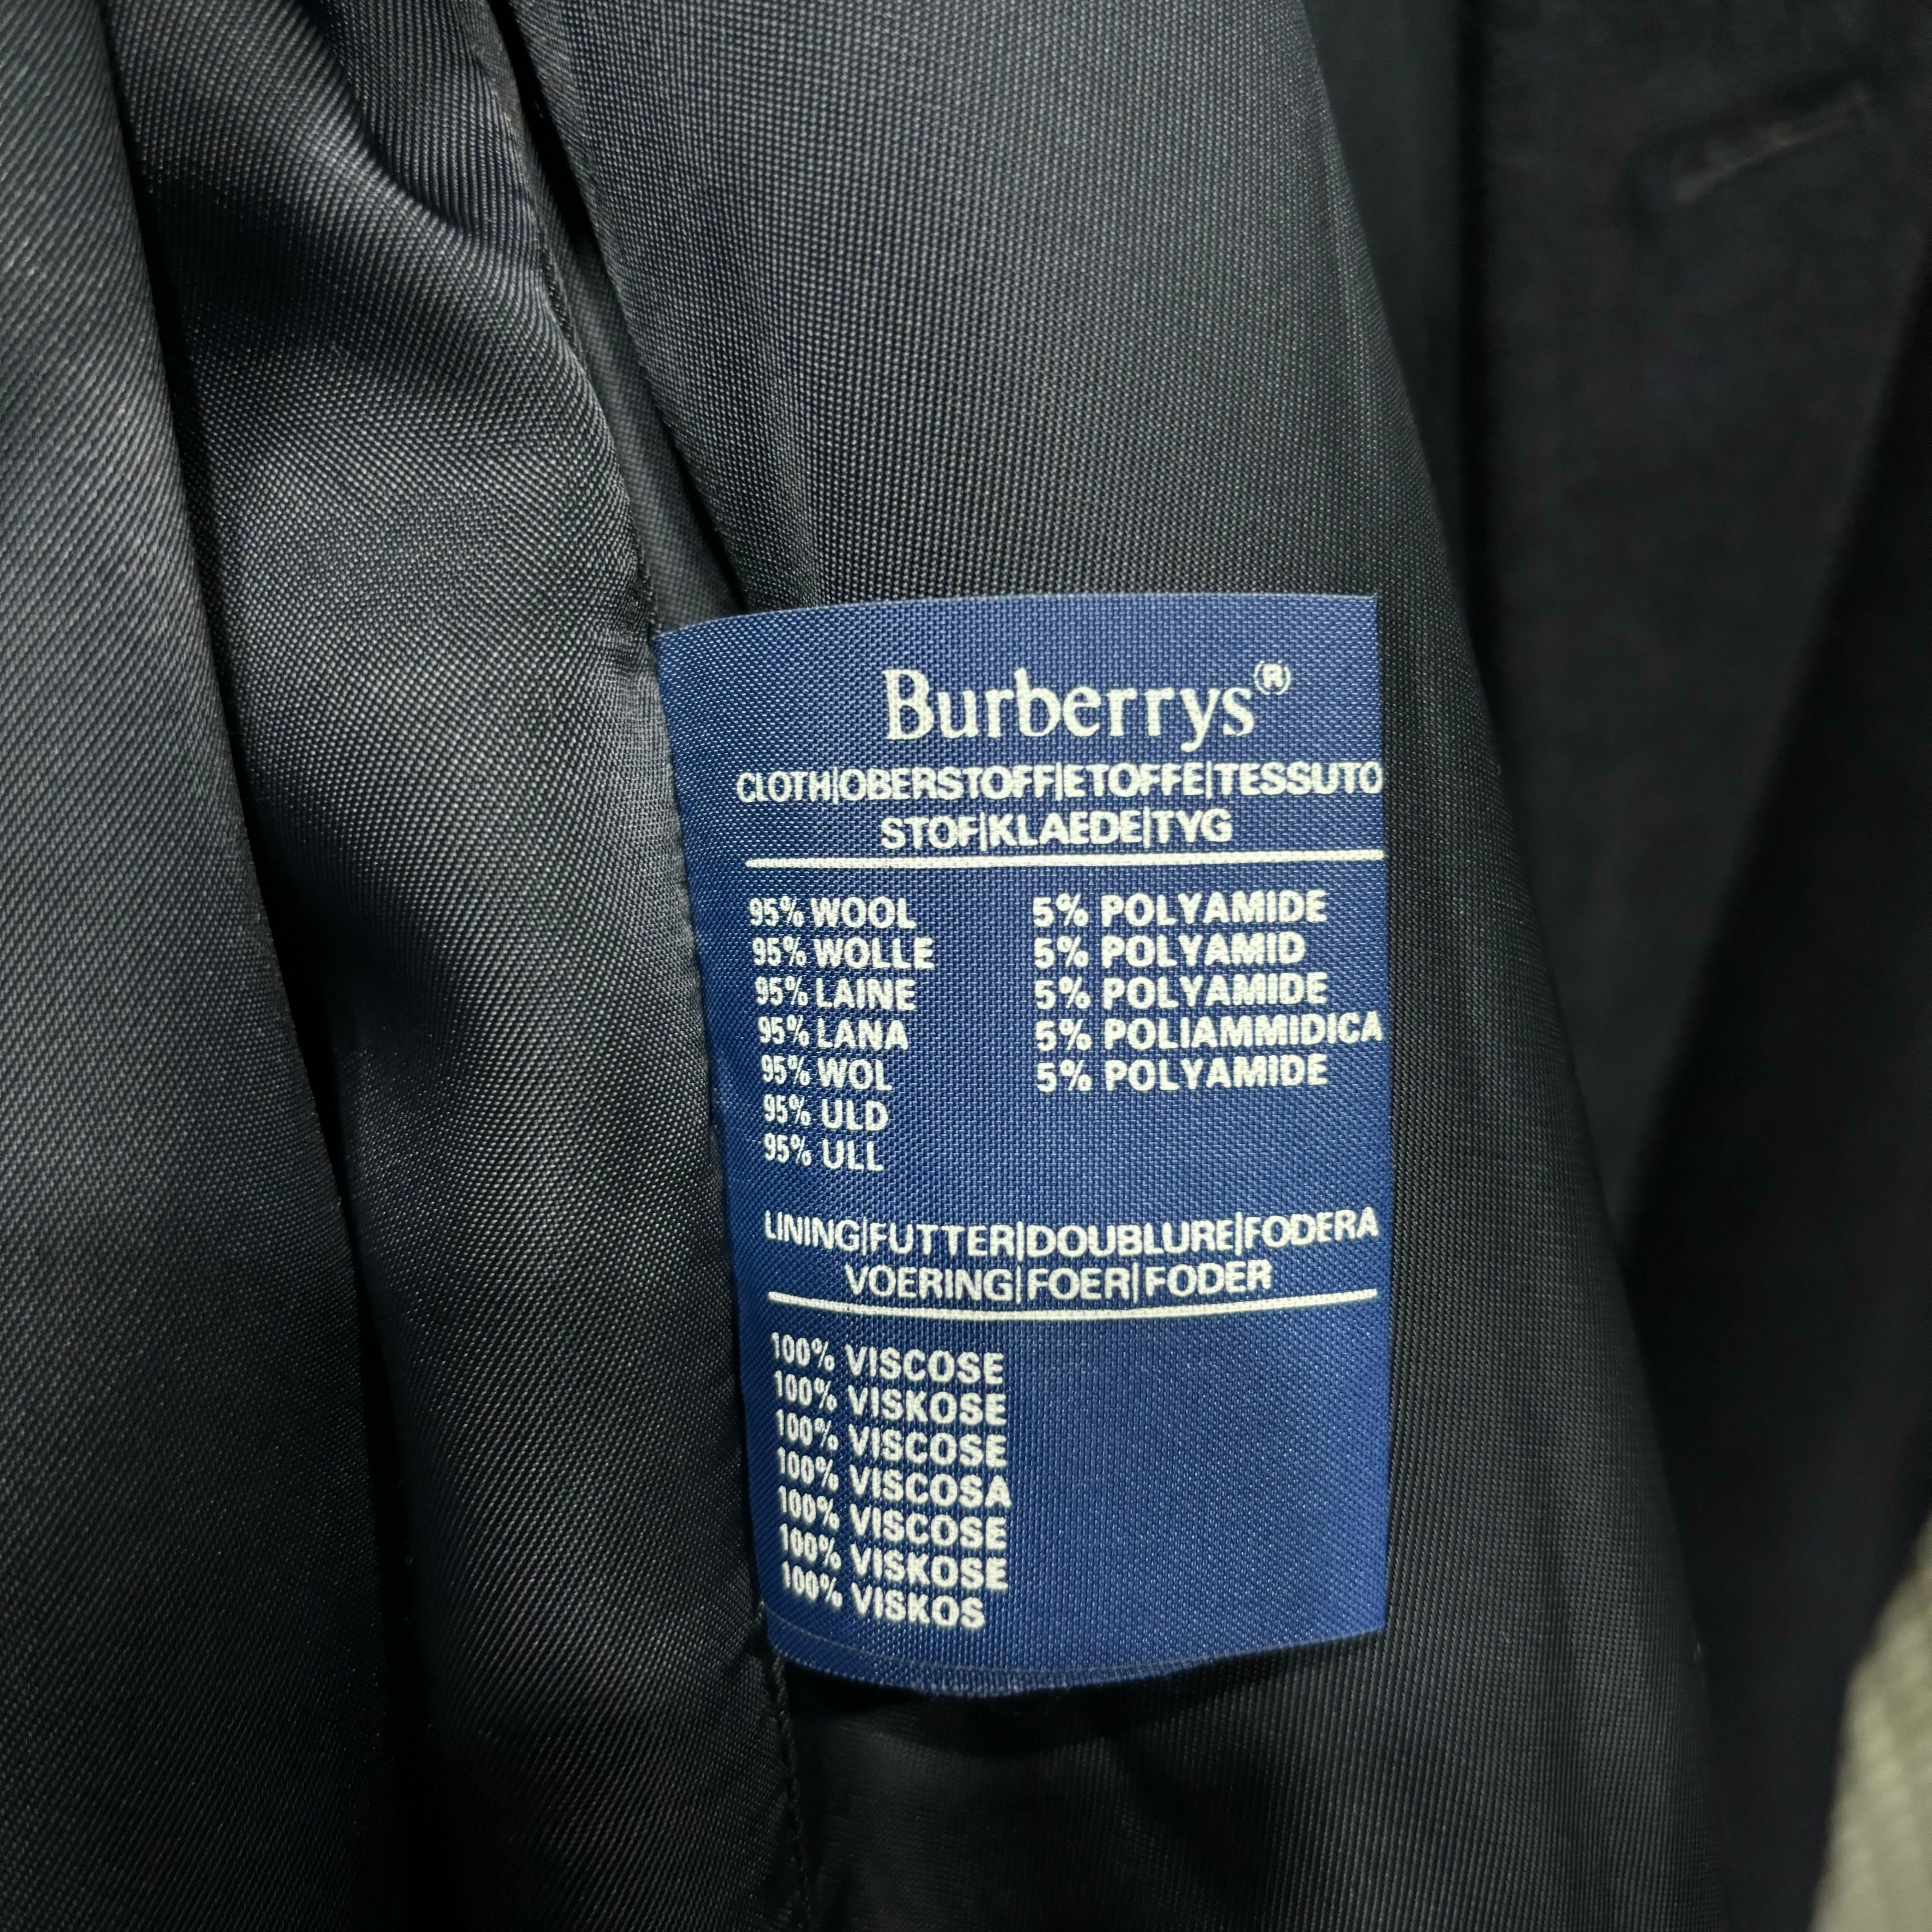 Burberrys(R)
CLOTH|OBERSTOFF|ETOFFE|TESSUTO
STOF|KLAEDE|TYG
95% WOOL 5% POLYAMIDE
95% WOLLE 5% POLYAMID
95% LAINE 5% POLYAMIDE
95% LANA 5% POLIAMMIDICA
95% WOL 5% POLYAMIDE
95% ULD
95% ULL
LINING|FUTTER|DOUBLURE|FODERA
VOERING|FOER|FODER
100% VISCOSE
100% VISKOSE
100% VISCOSE
100% VISCOSA
100% VISCOSE
100% VISKOSE
100% VISKOS